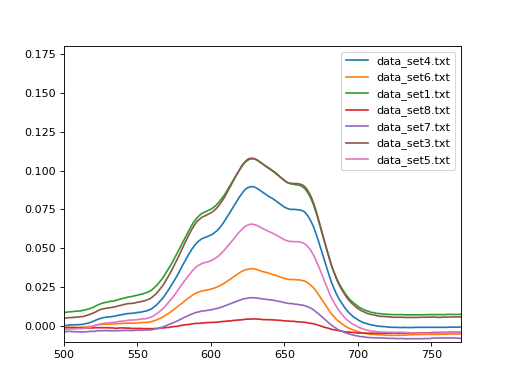 0.175
0.150
0.125
0.100
0.075
0.050
0.025
0.000
500
550
600
650
700
750
data_set4.txt
data_set6.txt
data_set1.txt
data_set8.txt
data_set7.txt
data_set3.txt
data_set5.txt